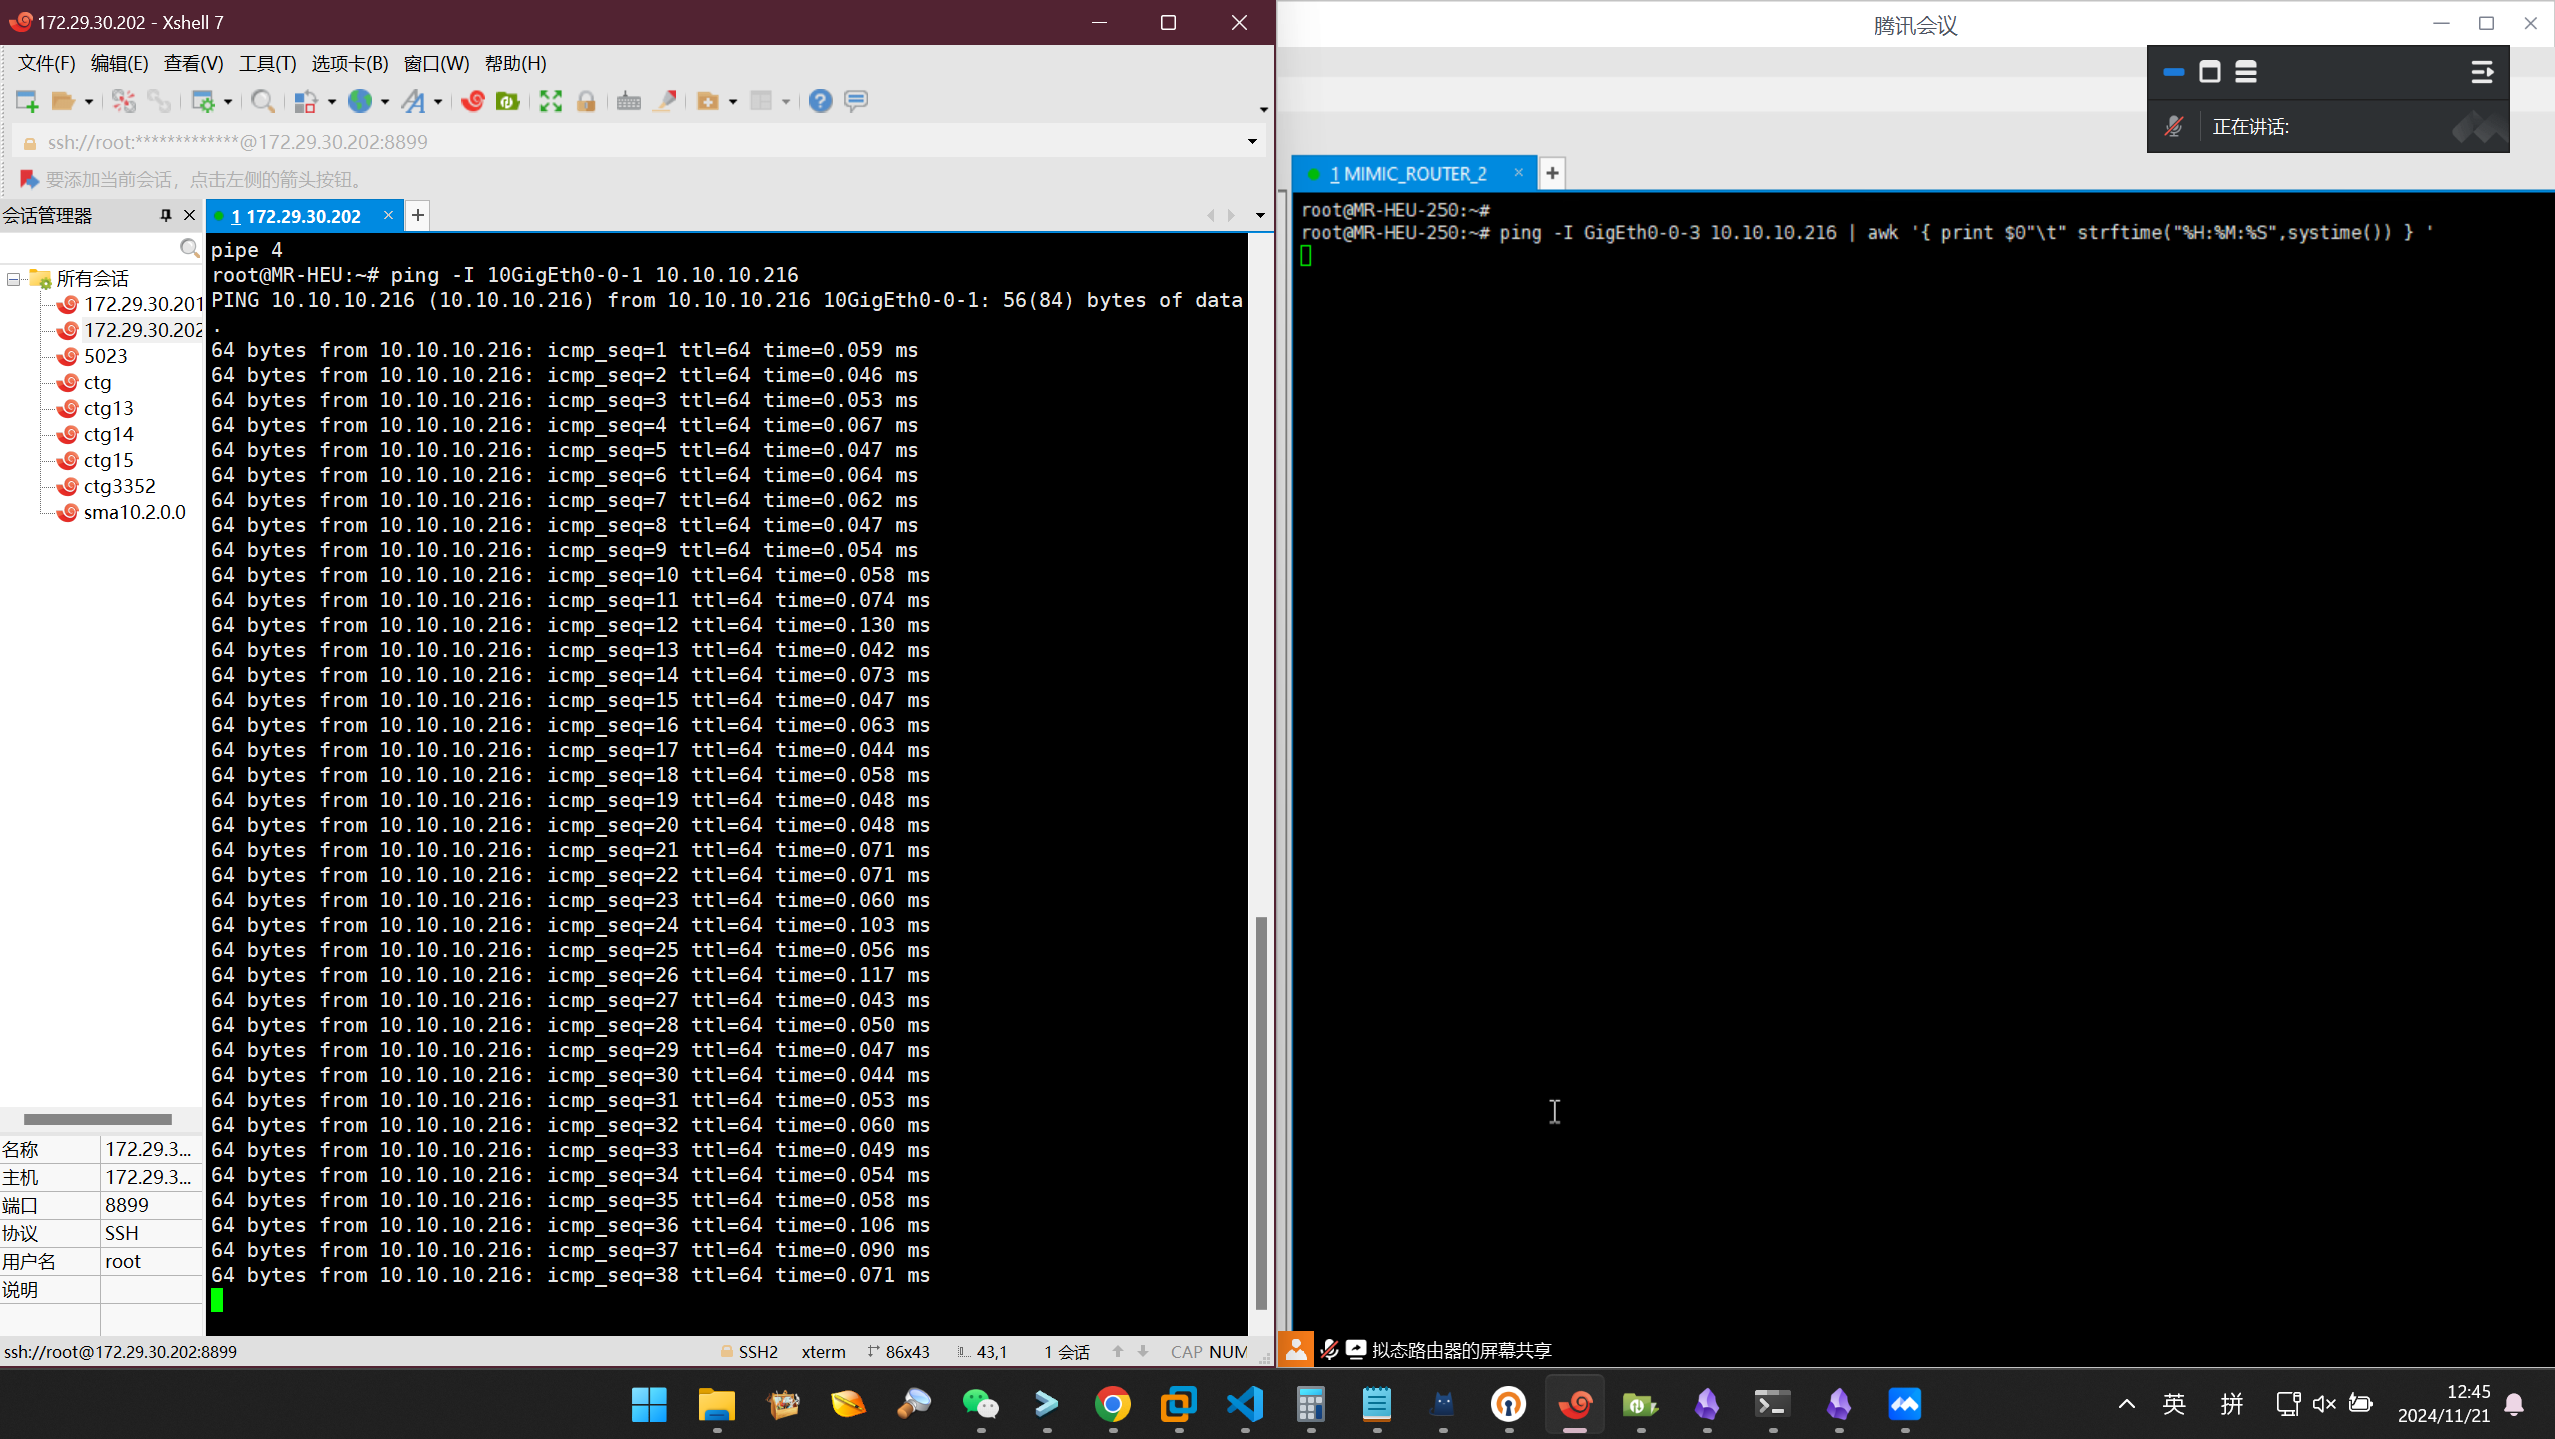 172.29.30.202 - Xshell 7
文件(F) 编辑(E) 查看(V) 工具(T) 选项卡(B) 窗口(W) 帮助(H)
ssh://root:*************@172.29.30.202:8899
要添加当前会话，点击左侧的箭头按钮。
会话管理器
1 172.29.30.202
所有会话
172.29.30.201
172.29.30.202
5023
ctg
ctg13
ctg14
ctg15
ctg3352
sma10.2.0.0
名称 172.29.3...
主机 172.29.3...
端口 8899
协议 SSH
用户名 root
说明
pipe 4
root@MR-HEU:~# ping -I 10GigEth0-0-1 10.10.10.216
PING 10.10.10.216 (10.10.10.216) from 10.10.10.216 10GigEth0-0-1: 56(84) bytes of data
.
64 bytes from 10.10.10.216: icmp_seq=1 ttl=64 time=0.059 ms
64 bytes from 10.10.10.216: icmp_seq=2 ttl=64 time=0.046 ms
64 bytes from 10.10.10.216: icmp_seq=3 ttl=64 time=0.053 ms
64 bytes from 10.10.10.216: icmp_seq=4 ttl=64 time=0.067 ms
64 bytes from 10.10.10.216: icmp_seq=5 ttl=64 time=0.047 ms
64 bytes from 10.10.10.216: icmp_seq=6 ttl=64 time=0.064 ms
64 bytes from 10.10.10.216: icmp_seq=7 ttl=64 time=0.062 ms
64 bytes from 10.10.10.216: icmp_seq=8 ttl=64 time=0.047 ms
64 bytes from 10.10.10.216: icmp_seq=9 ttl=64 time=0.054 ms
64 bytes from 10.10.10.216: icmp_seq=10 ttl=64 time=0.058 ms
64 bytes from 10.10.10.216: icmp_seq=11 ttl=64 time=0.074 ms
64 bytes from 10.10.10.216: icmp_seq=12 ttl=64 time=0.130 ms
64 bytes from 10.10.10.216: icmp_seq=13 ttl=64 time=0.042 ms
64 bytes from 10.10.10.216: icmp_seq=14 ttl=64 time=0.073 ms
64 bytes from 10.10.10.216: icmp_seq=15 ttl=64 time=0.047 ms
64 bytes from 10.10.10.216: icmp_seq=16 ttl=64 time=0.063 ms
64 bytes from 10.10.10.216: icmp_seq=17 ttl=64 time=0.044 ms
64 bytes from 10.10.10.216: icmp_seq=18 ttl=64 time=0.058 ms
64 bytes from 10.10.10.216: icmp_seq=19 ttl=64 time=0.048 ms
64 bytes from 10.10.10.216: icmp_seq=20 ttl=64 time=0.048 ms
64 bytes from 10.10.10.216: icmp_seq=21 ttl=64 time=0.071 ms
64 bytes from 10.10.10.216: icmp_seq=22 ttl=64 time=0.071 ms
64 bytes from 10.10.10.216: icmp_seq=23 ttl=64 time=0.060 ms
64 bytes from 10.10.10.216: icmp_seq=24 ttl=64 time=0.103 ms
64 bytes from 10.10.10.216: icmp_seq=25 ttl=64 time=0.056 ms
64 bytes from 10.10.10.216: icmp_seq=26 ttl=64 time=0.117 ms
64 bytes from 10.10.10.216: icmp_seq=27 ttl=64 time=0.043 ms
64 bytes from 10.10.10.216: icmp_seq=28 ttl=64 time=0.050 ms
64 bytes from 10.10.10.216: icmp_seq=29 ttl=64 time=0.047 ms
64 bytes from 10.10.10.216: icmp_seq=30 ttl=64 time=0.044 ms
64 bytes from 10.10.10.216: icmp_seq=31 ttl=64 time=0.053 ms
64 bytes from 10.10.10.216: icmp_seq=32 ttl=64 time=0.060 ms
64 bytes from 10.10.10.216: icmp_seq=33 ttl=64 time=0.049 ms
64 bytes from 10.10.10.216: icmp_seq=34 ttl=64 time=0.054 ms
64 bytes from 10.10.10.216: icmp_seq=35 ttl=64 time=0.058 ms
64 bytes from 10.10.10.216: icmp_seq=36 ttl=64 time=0.106 ms
64 bytes from 10.10.10.216: icmp_seq=37 ttl=64 time=0.090 ms
64 bytes from 10.10.10.216: icmp_seq=38 ttl=64 time=0.071 ms
ssh://root@172.29.30.202:8899 SSH2 xterm 86x43 43,1 1 会话 CAP NUM
腾讯会议
正在讲话:
1 MIMIC_ROUTER_2
root@MR-HEU-250:~#
root@MR-HEU-250:~# ping -I GigEth0-0-3 10.10.10.216 | awk '{ print $0"\t" strftime("%H:%M:%S",systime()) } '
拟态路由器的屏幕共享
英 拼 12:45
2024/11/21